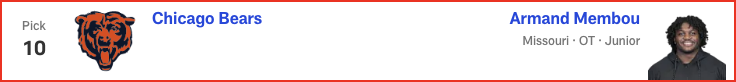 Pick
10
Chicago Bears
Armand Membou
Missouri · OT · Junior